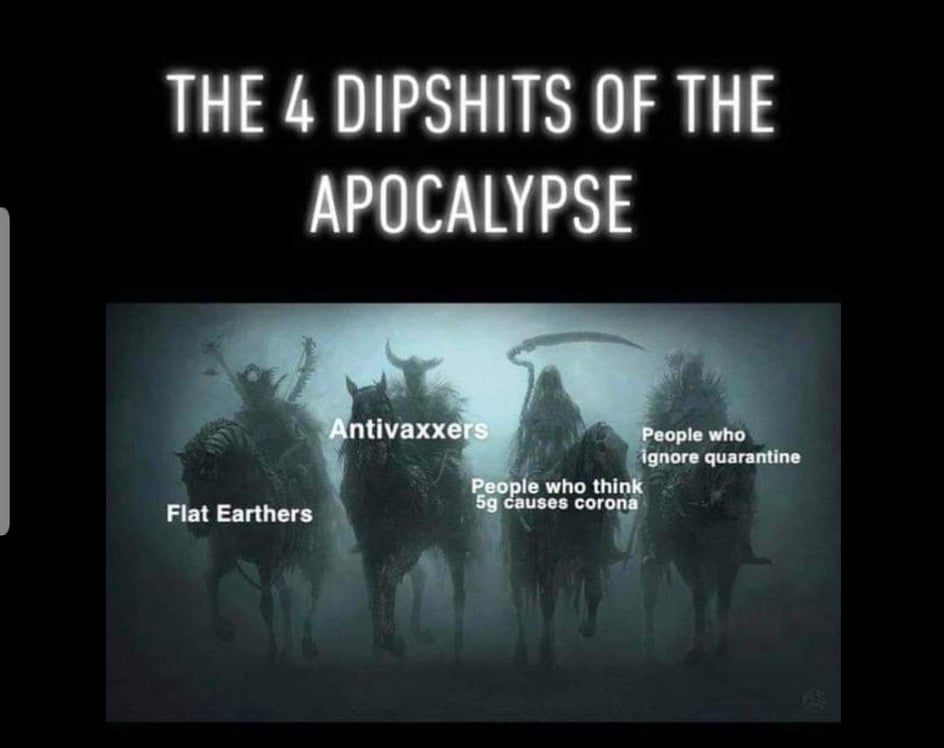 THE 4 DIPSHITS OF THE
APOCALYPSE
Antivaxxers
People who
ignore quarantine
People who think
5g causes corona
Flat Earthers